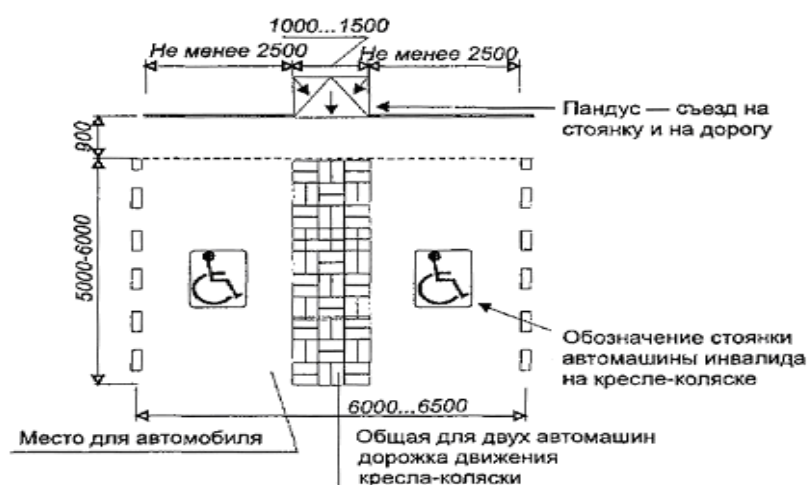 1000...1500
Не менее 2500
Не менее 2500
Пандус — съезд на
стоянку и на дорогу
900
5000-6000
Обозначение стоянки
автомашины инвалида
на кресле-коляске
6000...6500
Место для автомобиля
Общая для двух автомашин
дорожка движения
кресла-коляски